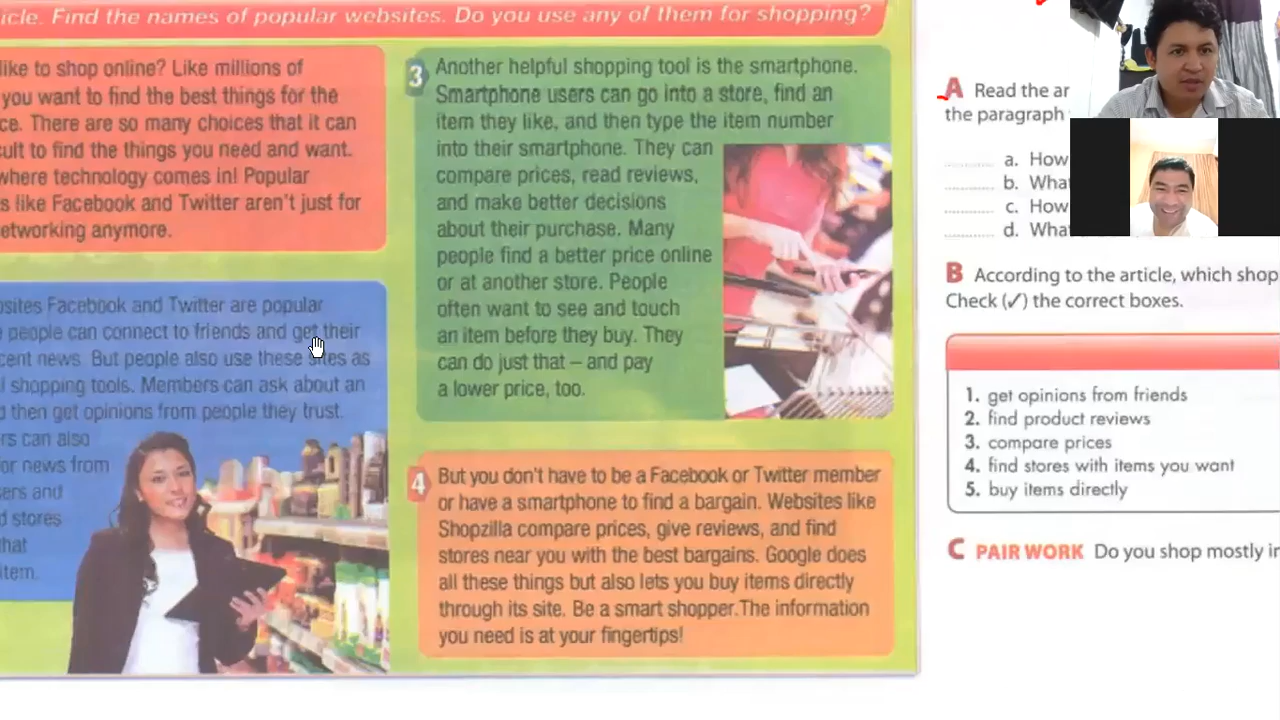 icle. Find the names of popular websites. Do you use any of them for shopping?
like to shop online? Like millions of
you want to find the best things for the
ce. There are so many choices that it can
cult to find the things you need and want.
where technology comes in! Popular
s like Facebook and Twitter aren't just for
etworking anymore.
osites Facebook and Twitter are popular
e people can connect to friends and get their
cent news. But people also use these sites as
l shopping tools. Members can ask about an
d then get opinions from people they trust.
rs can also
or news from
sers and
d stores
that
item.
3
Another helpful shopping tool is the smartphone.
Smartphone users can go into a store, find an
item they like, and then type the item number
into their smartphone. They can
compare prices, read reviews,
and make better decisions
about their purchase. Many
people find a better price online
or at another store. People
often want to see and touch
an item before they buy. They
can do just that – and pay
a lower price, too.
4
But you don't have to be a Facebook or Twitter member
or have a smartphone to find a bargain. Websites like
Shopzilla compare prices, give reviews, and find
stores near you with the best bargains. Google does
all these things but also lets you buy items directly
through its site. Be a smart shopper.The information
you need is at your fingertips!
A Read the ar
the paragraph
a. How
b. What
c. How
d. What
B According to the article, which shop
Check (✓) the correct boxes.
1. get opinions from friends
2. find product reviews
3. compare prices
4. find stores with items you want
5. buy items directly
C PAIR WORK Do you shop mostly in